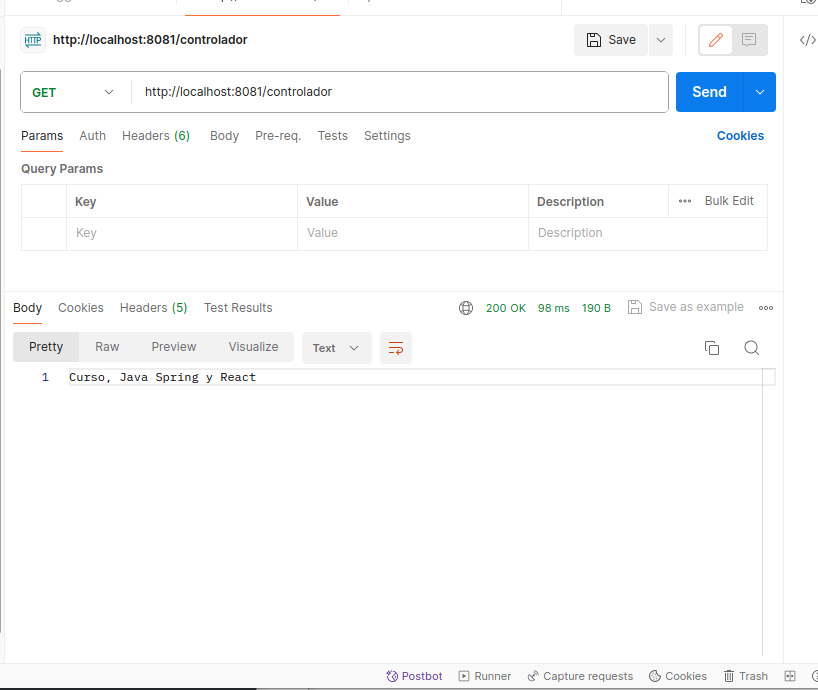 HTTP http://localhost:8081/controlador Save
GET http://localhost:8081/controlador Send
Params Auth Headers (6) Body Pre-req. Tests Settings Cookies
Query Params
Key Value Description Bulk Edit
Key Value Description
Body Cookies Headers (5) Test Results 200 OK 98 ms 190 B Save as example
Pretty Raw Preview Visualize Text
1 Curso, Java Spring y React
Postbot Runner Capture requests Cookies Trash